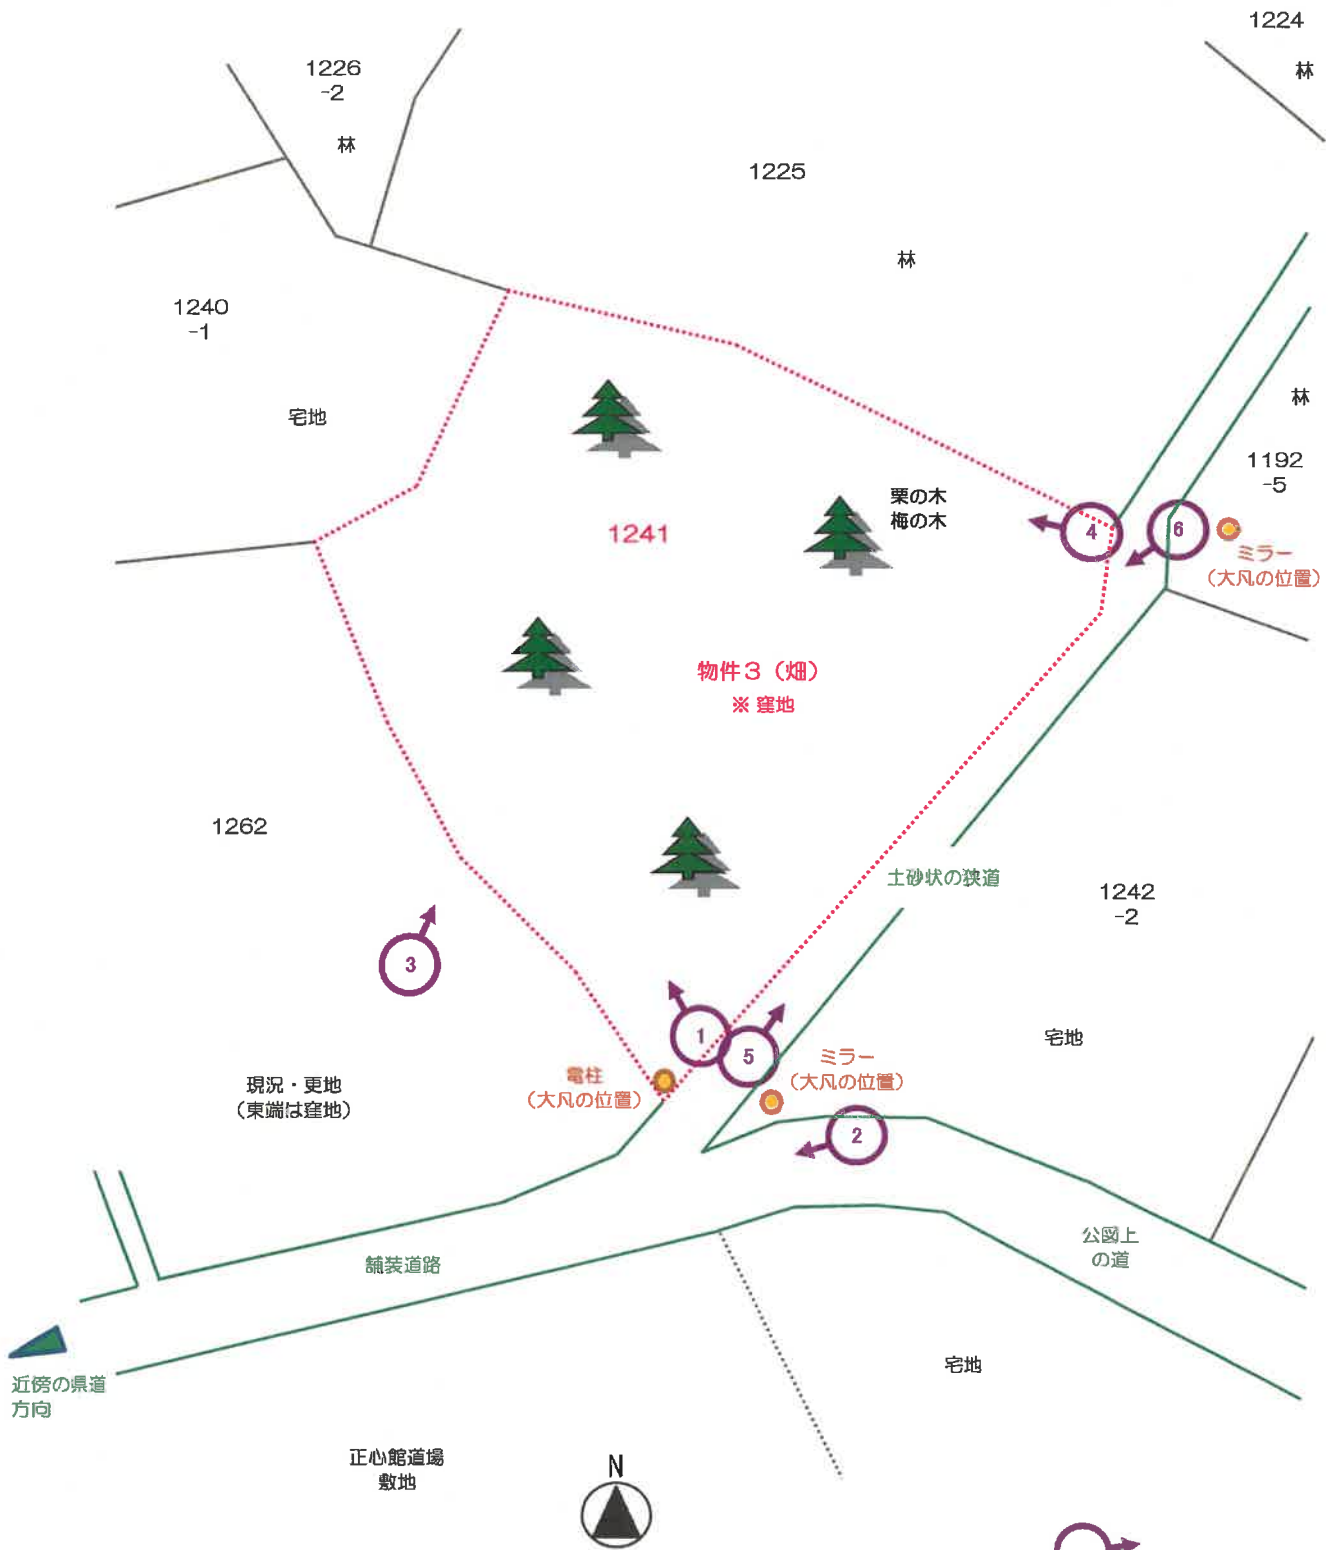 1224
林
1226
-2
林
1225
林
1240
-1
宅地
林
1192
-5
栗の木
梅の木
1241
4
6
ミラー
（大凡の位置）
物件３（畑）
※ 窪地
1262
土砂状の狭道
1242
-2
3
1
5
宅地
電柱
（大凡の位置）
ミラー
（大凡の位置）
現況・更地
（東端は窪地）
2
舗装道路
公図上
の道
近傍の県道
方向
宅地
正心館道場
敷地
N